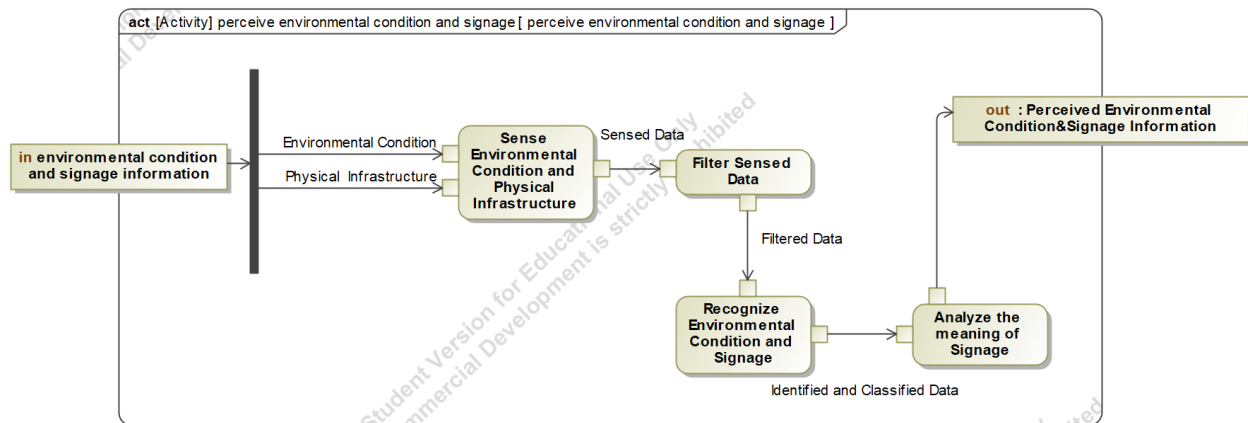 act [Activity] perceive environmental condition and signage [ perceive environmental condition and signage ]
in environmental condition
and signage information
Environmental Condition
Physical Infrastructure
Sense
Environmental
Condition and
Physical
Infrastructure
Sensed Data
Filter Sensed
Data
Filtered Data
Recognize
Environmental
Condition and
Signage
Identified and Classified Data
Analyze the
meaning of
Signage
out : Perceived Environmental
Condition&Signage Information
Student Version for Educational Use Only
Commercial Development is strictly Prohibited